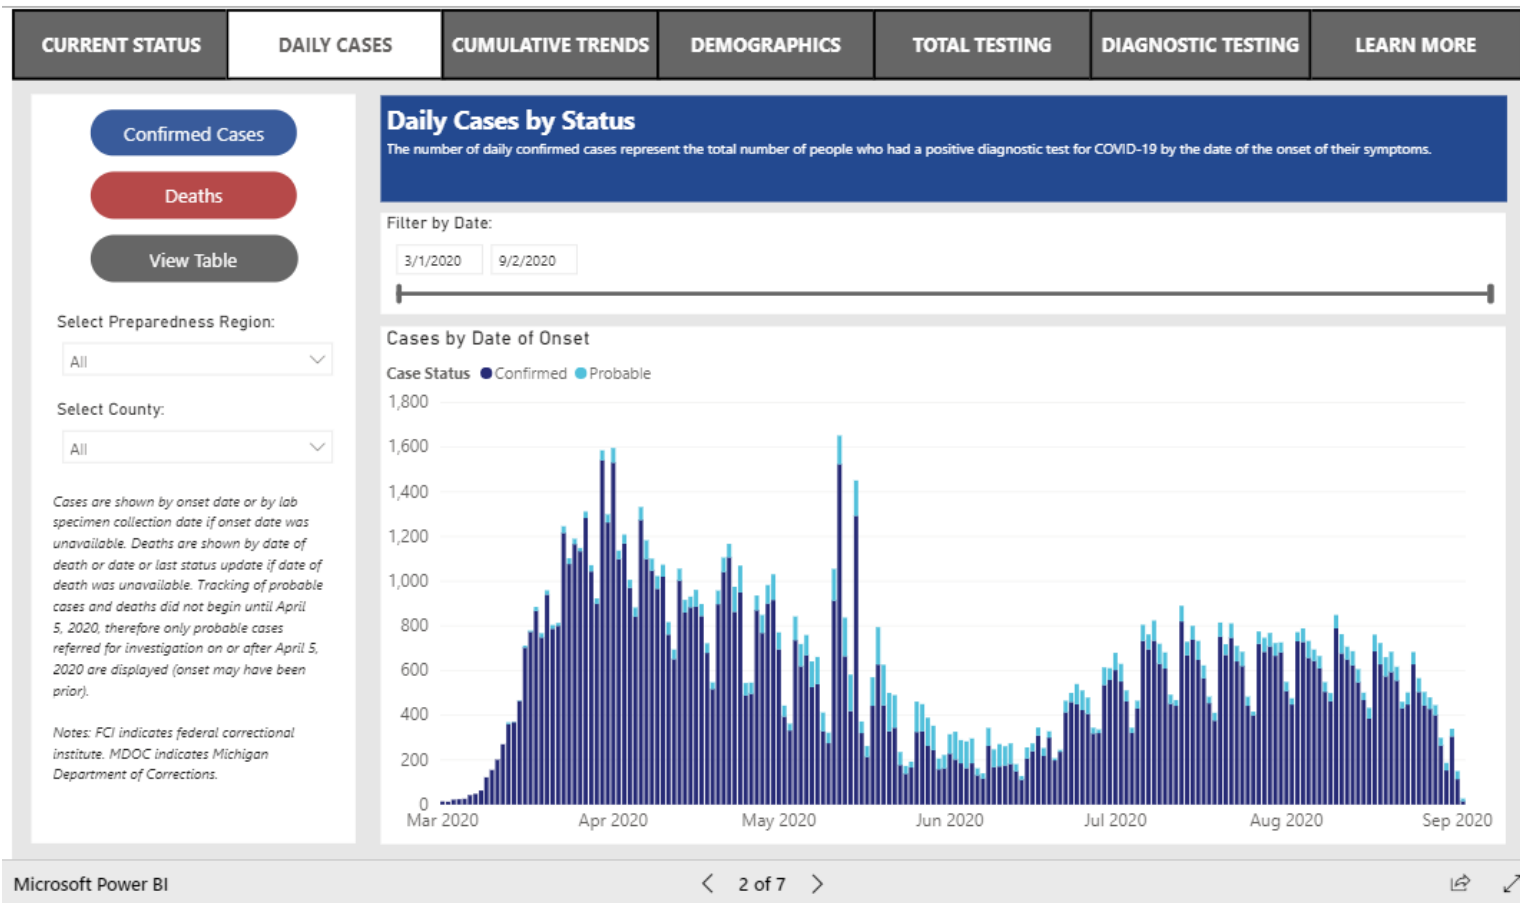 CURRENT STATUS
DAILY CASES
CUMULATIVE TRENDS
DEMOGRAPHICS
TOTAL TESTING
DIAGNOSTIC TESTING
LEARN MORE
Confirmed Cases
Deaths
View Table
Select Preparedness Region:
All
Select County:
All
Cases are shown by onset date or by lab
specimen collection date if onset date was
unavailable. Deaths are shown by date of
death or date or last status update if date of
death was unavailable. Tracking of probable
cases and deaths did not begin until April
5, 2020, therefore only probable cases
referred for investigation on or after April 5,
2020 are displayed (onset may have been
prior).
Notes: FCI indicates federal correctional
institute. MDOC indicates Michigan
Department of Corrections.
Daily Cases by Status
The number of daily confirmed cases represent the total number of people who had a positive diagnostic test for COVID-19 by the date of the onset of their symptoms.
Filter by Date:
3/1/2020
9/2/2020
Cases by Date of Onset
Case Status Confirmed Probable
1,800
1,600
1,400
1,200
1,000
800
600
400
200
0
Mar 2020
Apr 2020
May 2020
Jun 2020
Jul 2020
Aug 2020
Sep 2020
Microsoft Power BI
2 of 7